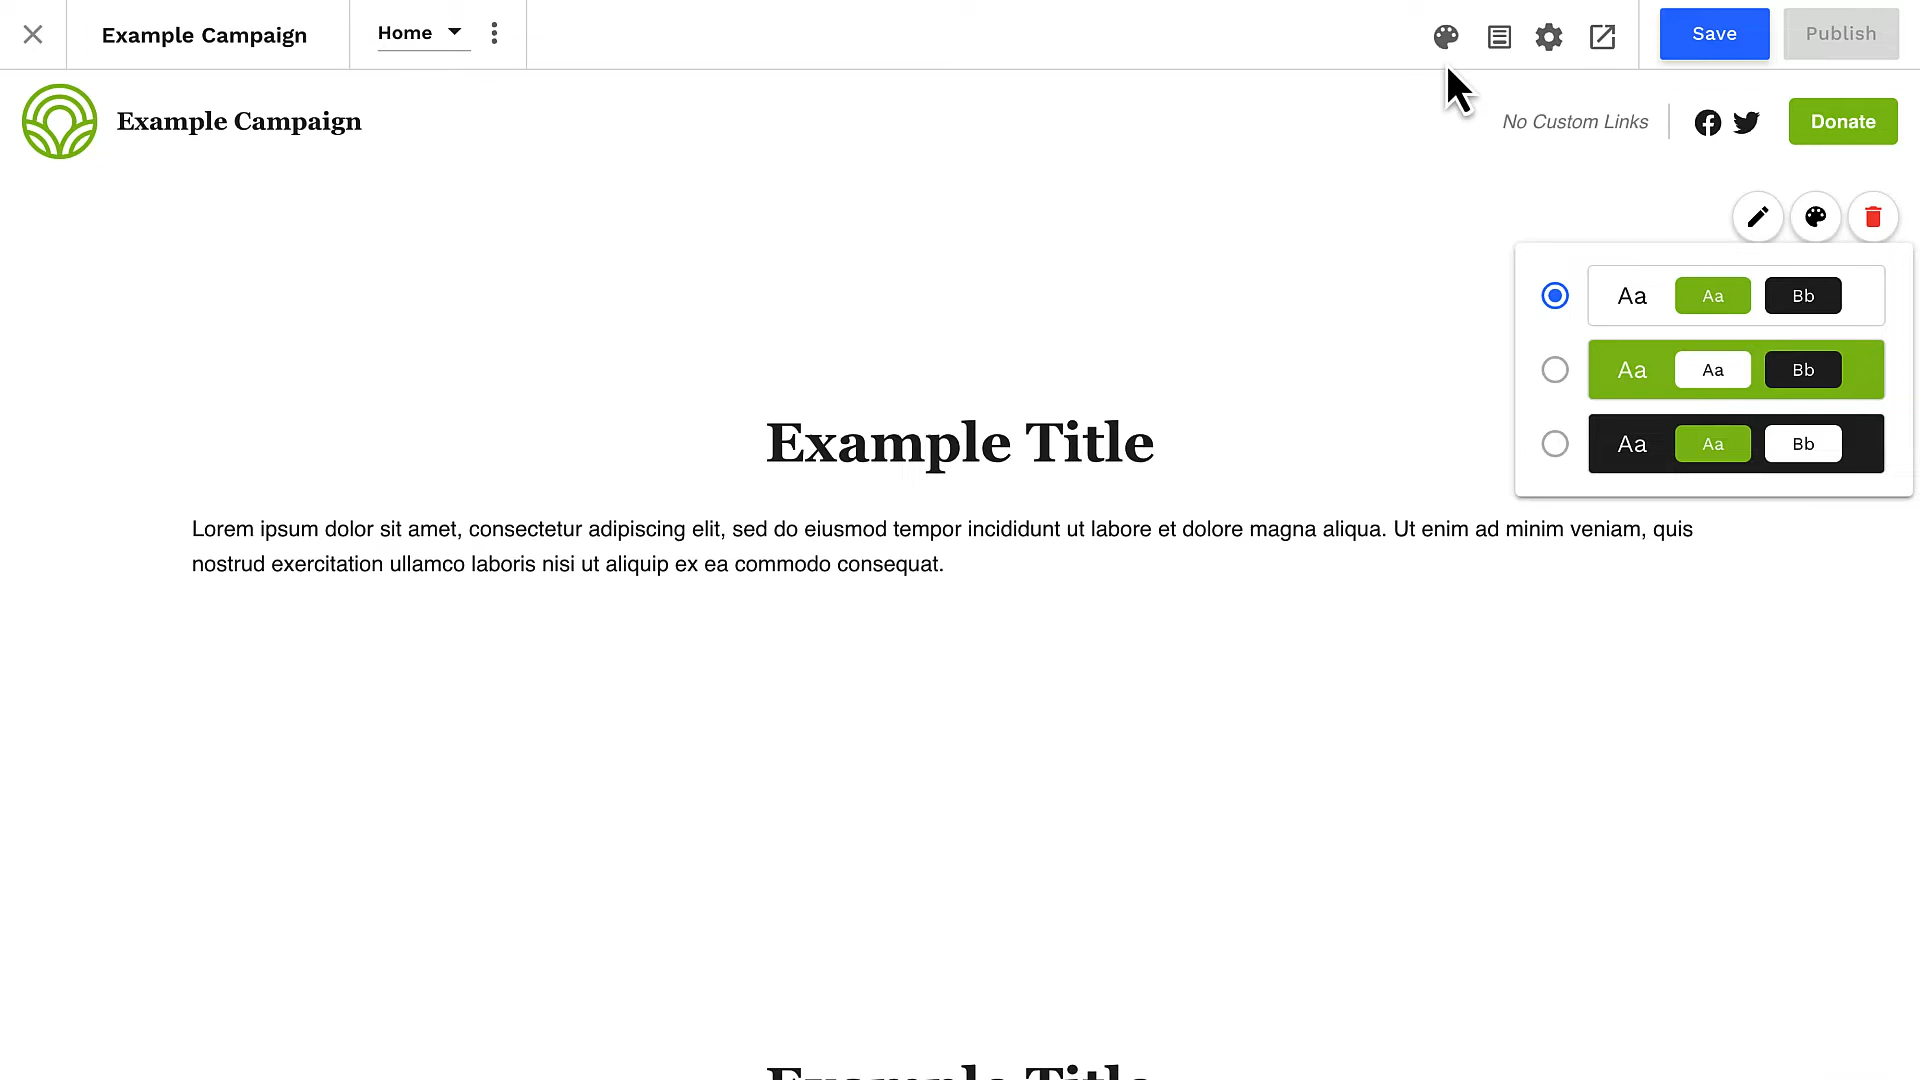 Example Campaign
Home
Save
Publish
Example Campaign
No Custom Links
Donate
Aa Aa Bb
Aa Aa Bb
Aa Aa Bb
Example Title
Lorem ipsum dolor sit amet, consectetur adipiscing elit, sed do eiusmod tempor incididunt ut labore et dolore magna aliqua. Ut enim ad minim veniam, quis
nostrud exercitation ullamco laboris nisi ut aliquip ex ea commodo consequat.
Example Title